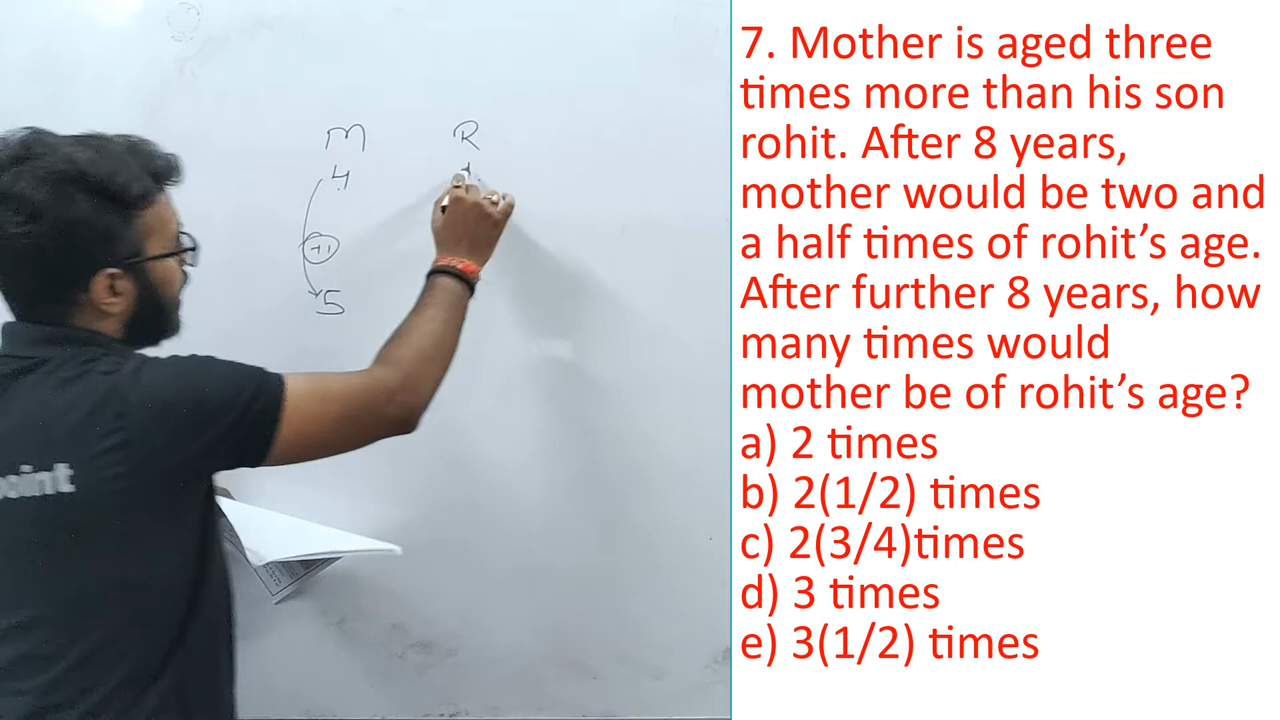 M R
4
+1
5
point
7. Mother is aged three
times more than his son
rohit. After 8 years,
mother would be two and
a half times of rohit’s age.
After further 8 years, how
many times would
mother be of rohit’s age?
a) 2 times
b) 2(1/2) times
c) 2(3/4)times
d) 3 times
e) 3(1/2) times